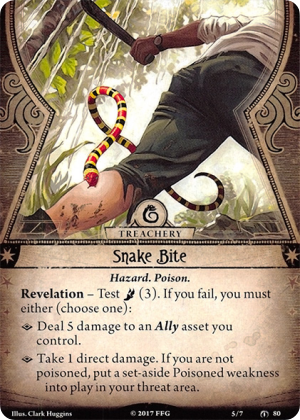 TREACHERY
Snake Bite
Hazard. Poison.
Revelation – Test (3). If you fail, you must
either (choose one):
Deal 5 damage to an Ally asset you
control.
Take 1 direct damage. If you are not
poisoned, put a set-aside Poisoned weakness
into play in your threat area.
Illus. Clark Huggins © 2017 FFG 5/7 80